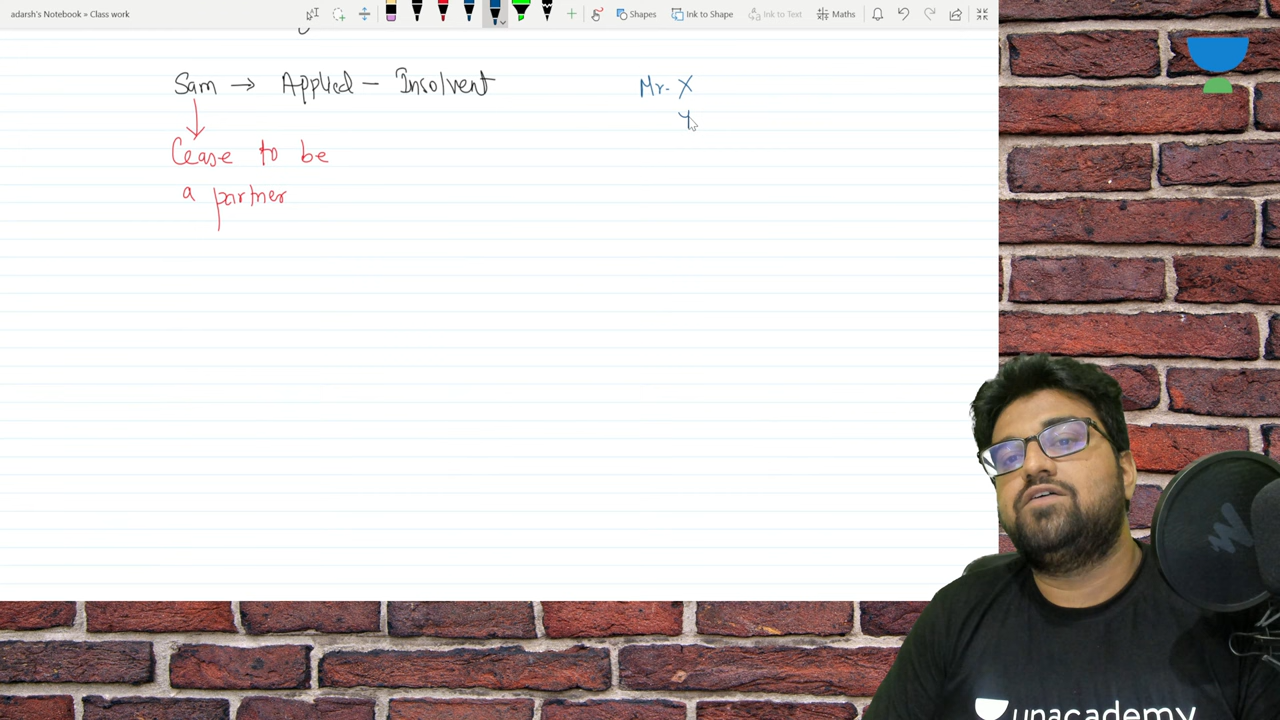 adarsh's Notebook » Class work
Shapes
Ink to Shape
Ink to Text
Maths
Sam → Applied — Insolvent
Cease to be
a partner
Mr. X
Y
unacademy